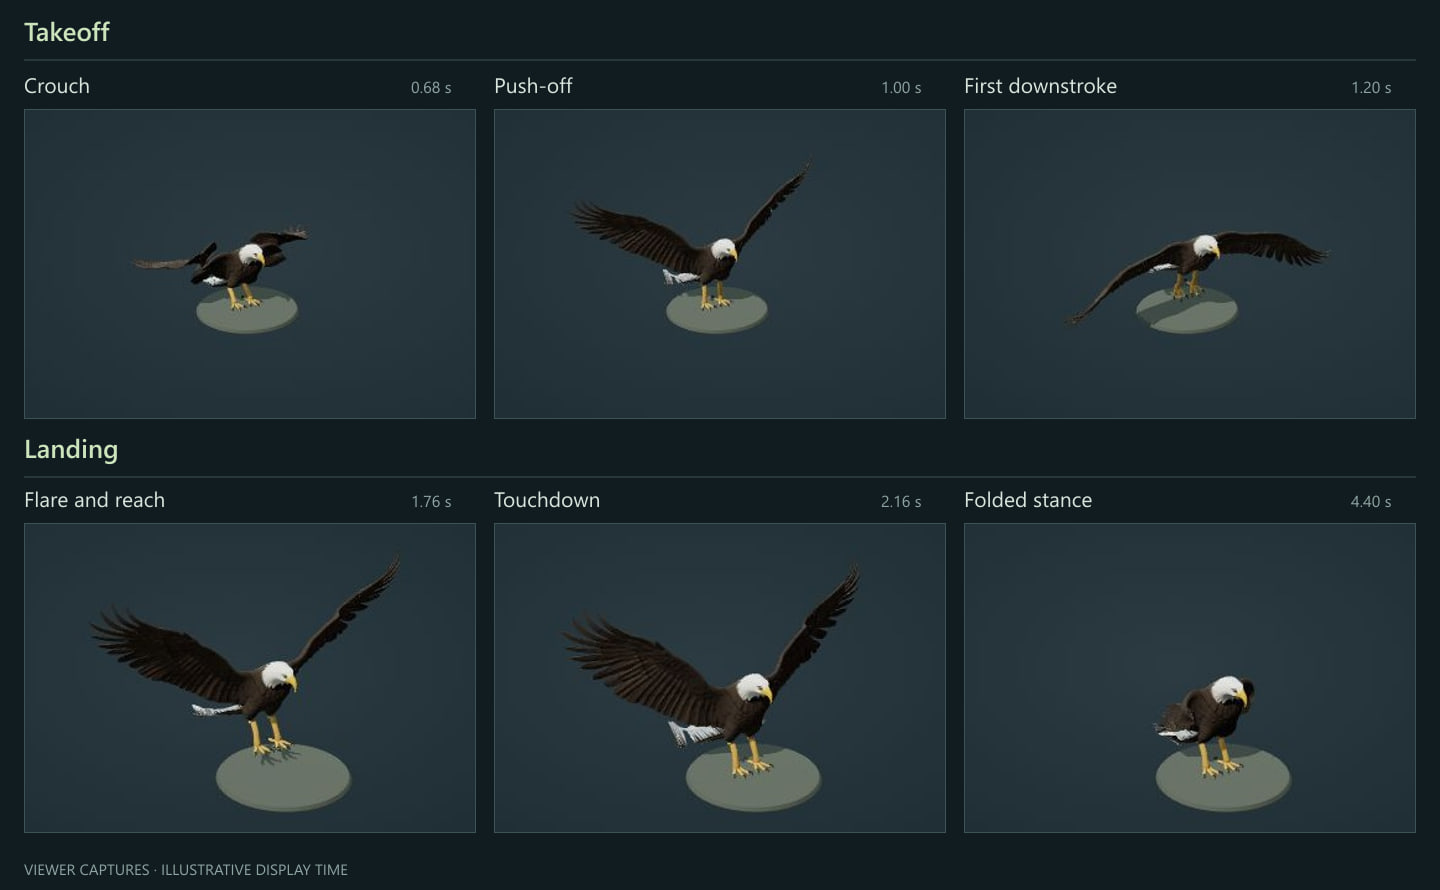 Takeoff
Crouch 0.68 s
Push-off 1.00 s
First downstroke 1.20 s
Landing
Flare and reach 1.76 s
Touchdown 2.16 s
Folded stance 4.40 s
VIEWER CAPTURES · ILLUSTRATIVE DISPLAY TIME